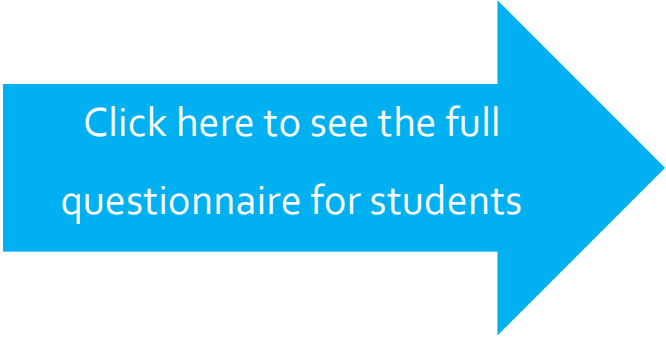 Click here to see the full
questionnaire for students